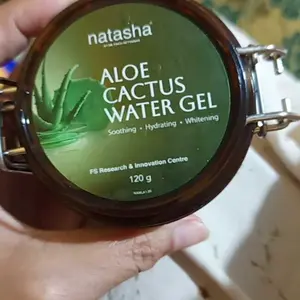 natasha
ALOE
CACTUS
WATER GEL
Soothing • Hydrating • Whitening
FS Research & Innovation Centre
120 g